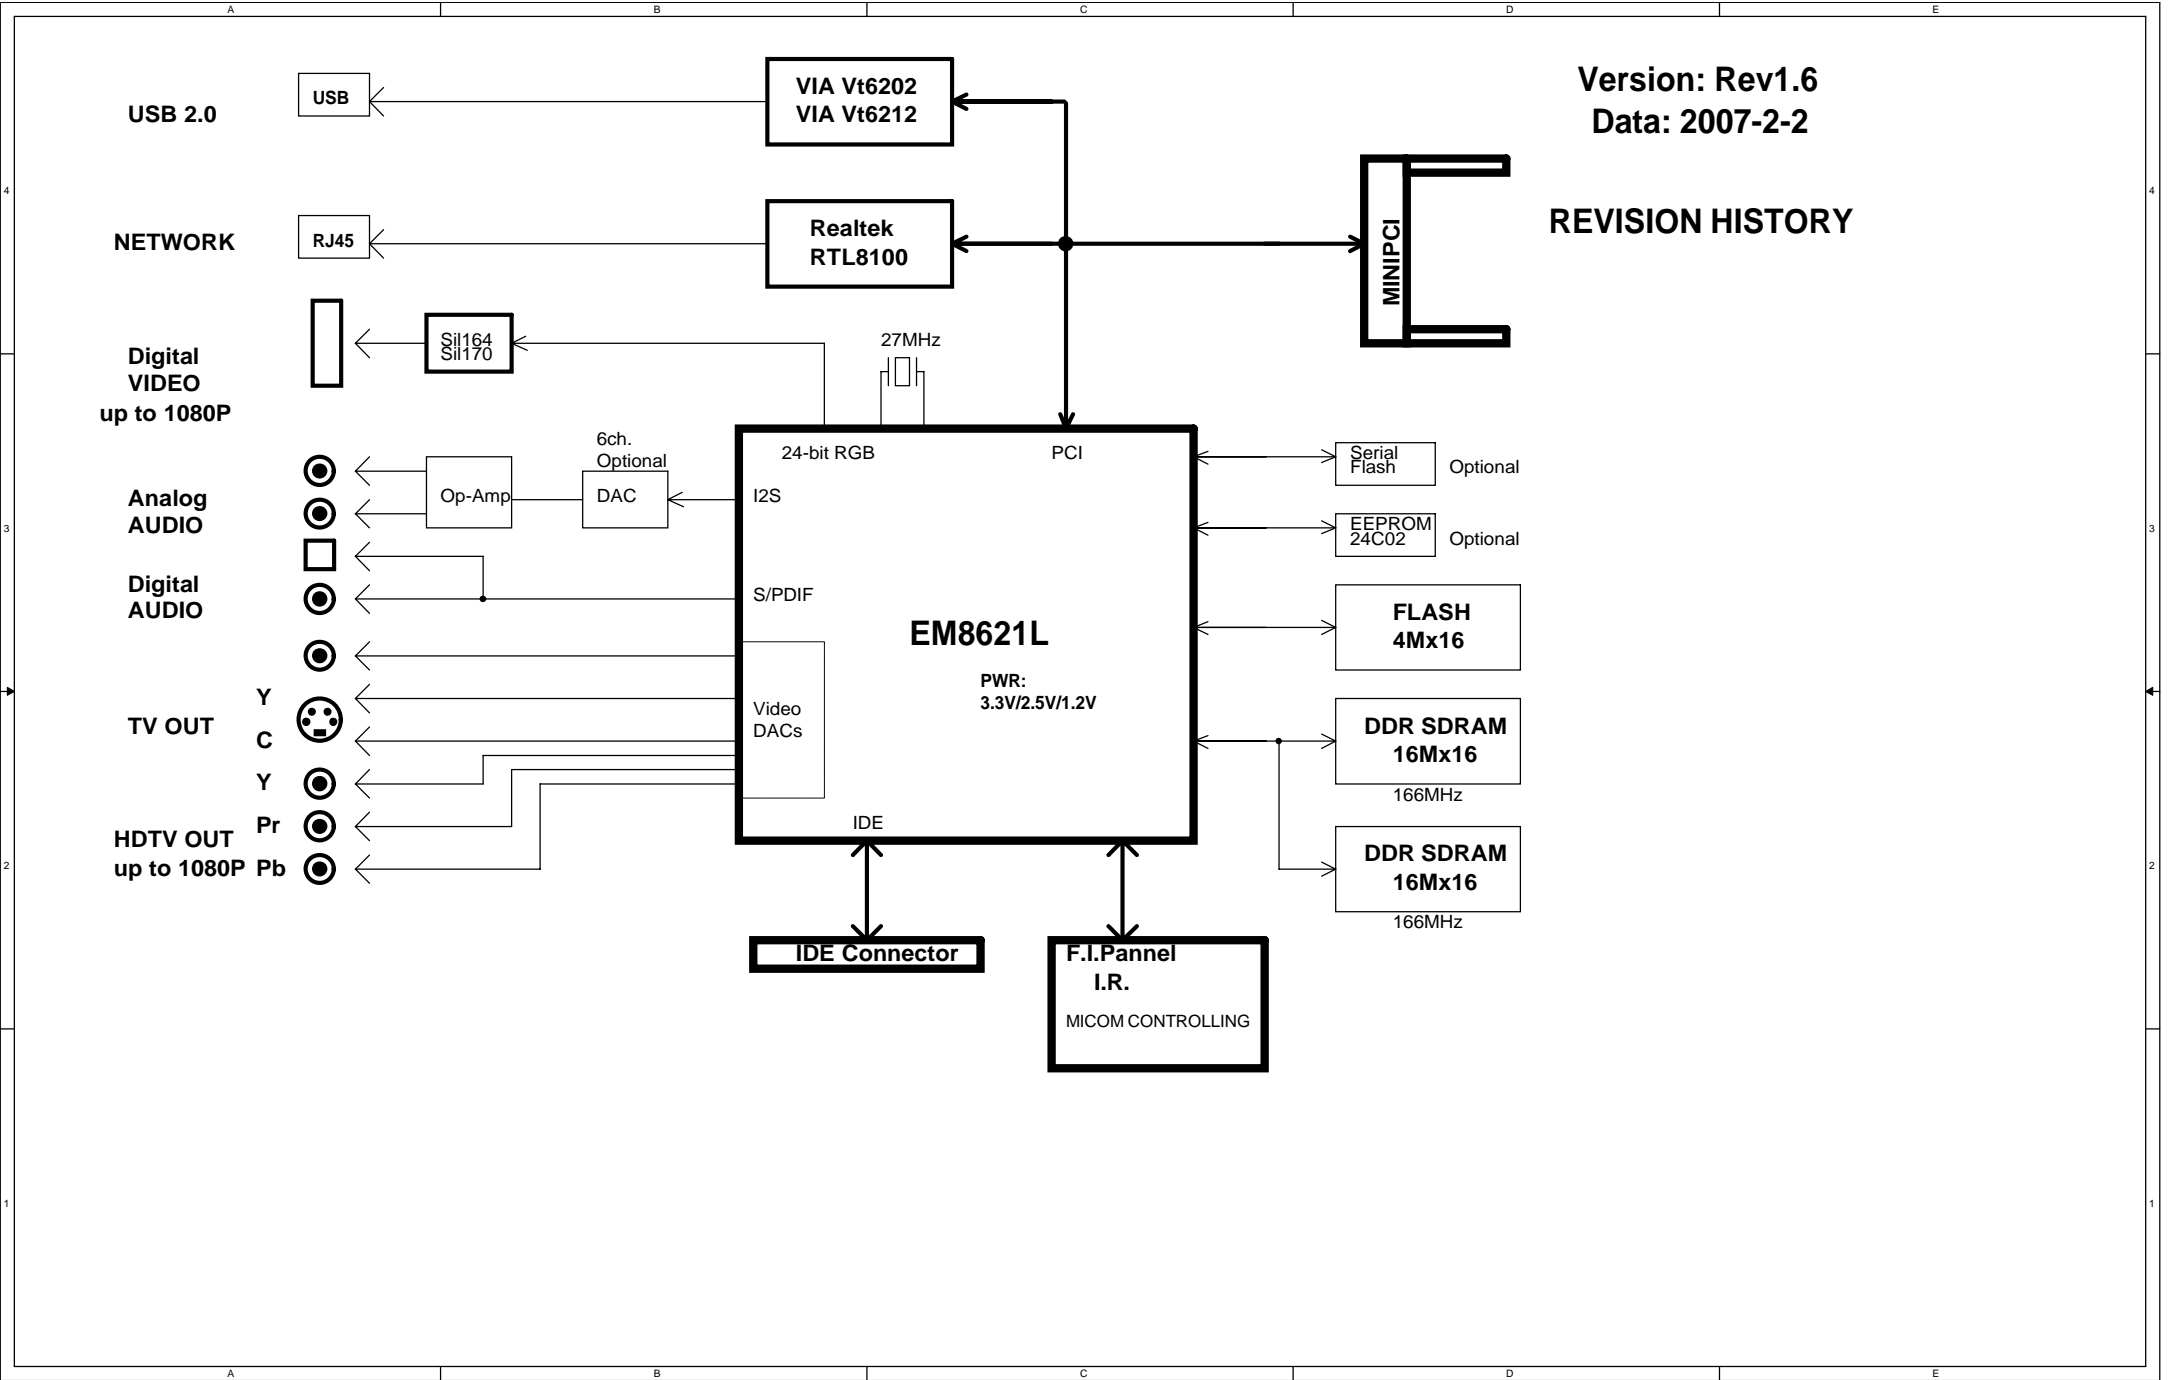 A B C D E
USB 2.0
USB
VIA Vt6202
VIA Vt6212
Version: Rev1.6
Data: 2007-2-2
4 4
NETWORK
RJ45
Realtek
RTL8100
MINIPCI
REVISION HISTORY
Digital
VIDEO
up to 1080P
Sil164
Sil170
27MHz
6ch.
Optional
24-bit RGB
PCI
Serial
Flash
Optional
Analog
AUDIO
Op-Amp
DAC
I2S
EEPROM
24C02
Optional
3 3
Digital
AUDIO
S/PDIF
EM8621L
FLASH
4Mx16
PWR:
3.3V/2.5V/1.2V
Y
TV OUT
C
Video
DACs
DDR SDRAM
16Mx16
166MHz
Y
HDTV OUT
up to 1080P
Pr
Pb
IDE
DDR SDRAM
16Mx16
166MHz
2 2
IDE Connector
F.I.Pannel
I.R.
MICOM CONTROLLING
1 1
A B C D E